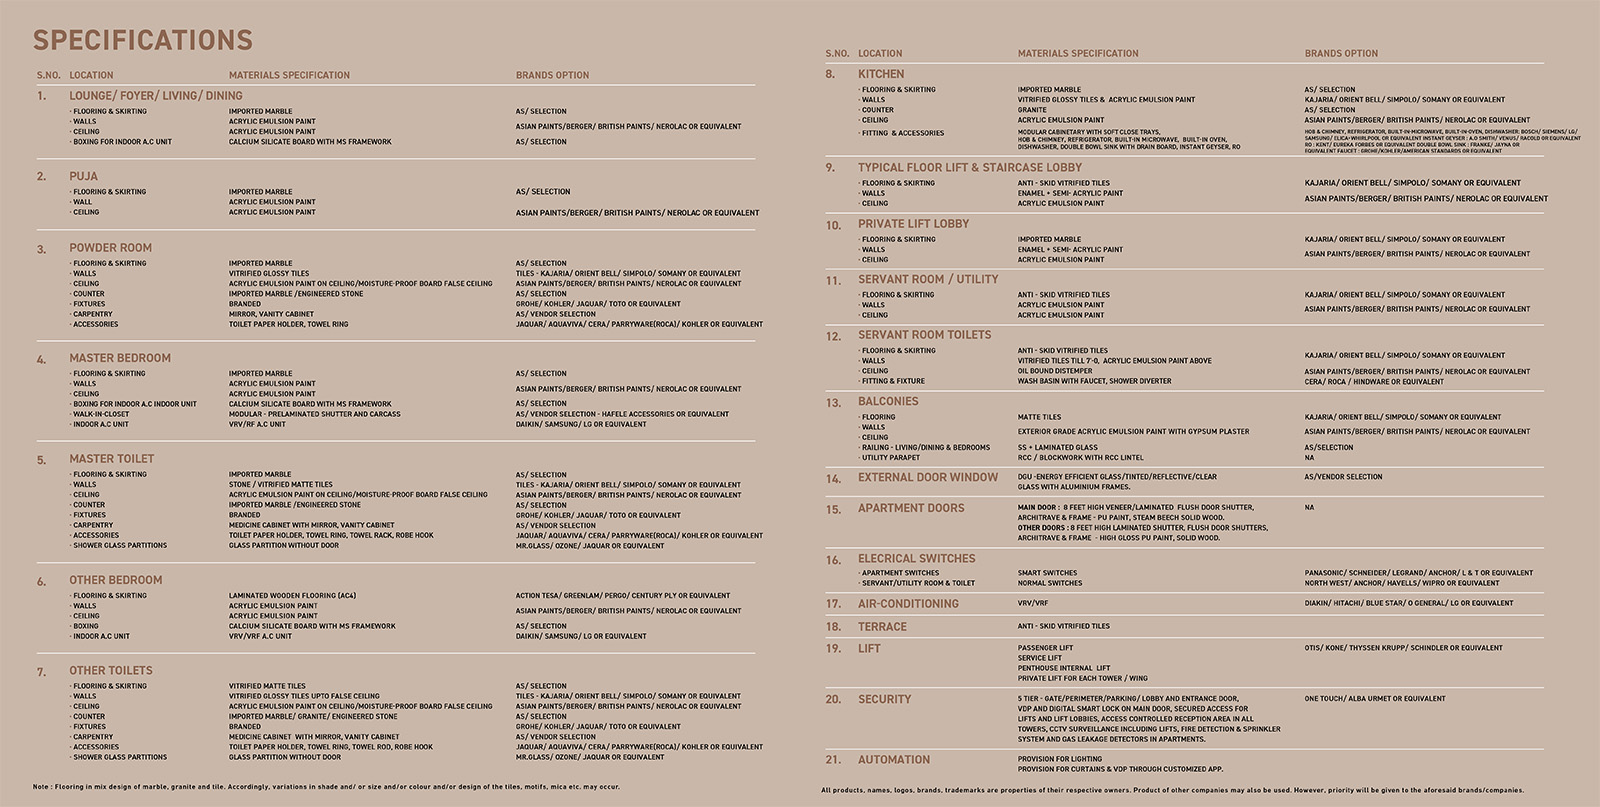 SPECIFICATIONS
S.NO. LOCATION MATERIALS SPECIFICATION BRANDS OPTION
1. LOUNGE/ FOYER/ LIVING/ DINING
· FLOORING & SKIRTING IMPORTED MARBLE AS/ SELECTION
· WALLS ACRYLIC EMULSION PAINT
ASIAN PAINTS/BERGER/ BRITISH PAINTS/ NEROLAC OR EQUIVALENT
· CEILING ACRYLIC EMULSION PAINT
· BOXING FOR INDOOR A.C UNIT CALCIUM SILICATE BOARD WITH MS FRAMEWORK AS/ SELECTION
2. PUJA
· FLOORING & SKIRTING IMPORTED MARBLE AS/ SELECTION
· WALL ACRYLIC EMULSION PAINT
· CEILING ACRYLIC EMULSION PAINT ASIAN PAINTS/BERGER/ BRITISH PAINTS/ NEROLAC OR EQUIVALENT
3. POWDER ROOM
· FLOORING & SKIRTING IMPORTED MARBLE AS/ SELECTION
· WALLS VITRIFIED GLOSSY TILES TILES - KAJARIA/ ORIENT BELL/ SIMPOLO/ SOMANY OR EQUIVALENT
· CEILING ACRYLIC EMULSION PAINT ON CEILING/MOISTURE-PROOF BOARD FALSE CEILING ASIAN PAINTS/BERGER/ BRITISH PAINTS/ NEROLAC OR EQUIVALENT
· COUNTER IMPORTED MARBLE /ENGINEERED STONE AS/ SELECTION
· FIXTURES BRANDED GROHE/ KOHLER/ JAQUAR/ TOTO OR EQUIVALENT
· CARPENTRY MIRROR, VANITY CABINET AS/ VENDOR SELECTION
· ACCESSORIES TOILET PAPER HOLDER, TOWEL RING JAQUAR/ AQUAVIVA/ CERA/ PARRYWARE(ROCA)/ KOHLER OR EQUIVALENT
4. MASTER BEDROOM
· FLOORING & SKIRTING IMPORTED MARBLE AS/ SELECTION
· WALLS ACRYLIC EMULSION PAINT
ASIAN PAINTS/BERGER/ BRITISH PAINTS/ NEROLAC OR EQUIVALENT
· CEILING ACRYLIC EMULSION PAINT
· BOXING FOR INDOOR A.C INDOOR UNIT CALCIUM SILICATE BOARD WITH MS FRAMEWORK AS/ SELECTION
· WALK-IN-CLOSET MODULAR - PRELAMINATED SHUTTER AND CARCASS AS/ VENDOR SELECTION - HAFELE ACCESSORIES OR EQUIVALENT
· INDOOR A.C UNIT VRV/RF A.C UNIT DAIKIN/ SAMSUNG/ LG OR EQUIVALENT
5. MASTER TOILET
· FLOORING & SKIRTING IMPORTED MARBLE AS/ SELECTION
· WALLS STONE / VITRIFIED MATTE TILES TILES - KAJARIA/ ORIENT BELL/ SIMPOLO/ SOMANY OR EQUIVALENT
· CEILING ACRYLIC EMULSION PAINT ON CEILING/MOISTURE-PROOF BOARD FALSE CEILING ASIAN PAINTS/BERGER/ BRITISH PAINTS/ NEROLAC OR EQUIVALENT
· COUNTER IMPORTED MARBLE /ENGINEERED STONE AS/ SELECTION
· FIXTURES BRANDED GROHE/ KOHLER/ JAQUAR/ TOTO OR EQUIVALENT
· CARPENTRY MEDICINE CABINET WITH MIRROR, VANITY CABINET AS/ VENDOR SELECTION
· ACCESSORIES TOILET PAPER HOLDER, TOWEL RING, TOWEL RACK, ROBE HOOK JAQUAR/ AQUAVIVA/ CERA/ PARRYWARE(ROCA)/ KOHLER OR EQUIVALENT
· SHOWER GLASS PARTITIONS GLASS PARTITION WITHOUT DOOR MR.GLASS/ OZONE/ JAQUAR OR EQUIVALENT
6. OTHER BEDROOM
· FLOORING & SKIRTING LAMINATED WOODEN FLOORING (AC4) ACTION TESA/ GREENLAM/ PERGO/ CENTURY PLY OR EQUIVALENT
· WALLS ACRYLIC EMULSION PAINT
ASIAN PAINTS/BERGER/ BRITISH PAINTS/ NEROLAC OR EQUIVALENT
· CEILING ACRYLIC EMULSION PAINT
· BOXING CALCIUM SILICATE BOARD WITH MS FRAMEWORK AS/ SELECTION
· INDOOR A.C UNIT VRV/VRF A.C UNIT DAIKIN/ SAMSUNG/ LG OR EQUIVALENT
7. OTHER TOILETS
· FLOORING & SKIRTING VITRIFIED MATTE TILES AS/ SELECTION
· WALLS VITRIFIED GLOSSY TILES UPTO FALSE CEILING TILES - KAJARIA/ ORIENT BELL/ SIMPOLO/ SOMANY OR EQUIVALENT
· CEILING ACRYLIC EMULSION PAINT ON CEILING/MOISTURE-PROOF BOARD FALSE CEILING ASIAN PAINTS/BERGER/ BRITISH PAINTS/ NEROLAC OR EQUIVALENT
· COUNTER IMPORTED MARBLE/ GRANITE/ ENGINEERED STONE AS/ SELECTION
· FIXTURES BRANDED GROHE/ KOHLER/ JAQUAR/ TOTO OR EQUIVALENT
· CARPENTRY MEDICINE CABINET WITH MIRROR, VANITY CABINET AS/ VENDOR SELECTION
· ACCESSORIES TOILET PAPER HOLDER, TOWEL RING, TOWEL ROD, ROBE HOOK JAQUAR/ AQUAVIVA/ CERA/ PARRYWARE(ROCA)/ KOHLER OR EQUIVALENT
· SHOWER GLASS PARTITIONS GLASS PARTITION WITHOUT DOOR MR.GLASS/ OZONE/ JAQUAR OR EQUIVALENT
Note : Flooring in mix design of marble, granite and tile. Accordingly, variations in shade and/ or size and/or colour and/or design of the tiles, motifs, mica etc. may occur.
S.NO. LOCATION MATERIALS SPECIFICATION BRANDS OPTION
8. KITCHEN
· FLOORING & SKIRTING IMPORTED MARBLE AS/ SELECTION
· WALLS VITRIFIED GLOSSY TILES & ACRYLIC EMULSION PAINT KAJARIA/ ORIENT BELL/ SIMPOLO/ SOMANY OR EQUIVALENT
· COUNTER GRANITE AS/ SELECTION
· CEILING ACRYLIC EMULSION PAINT ASIAN PAINTS/BERGER/ BRITISH PAINTS/ NEROLAC OR EQUIVALENT
· FITTING & ACCESSORIES MODULAR CABINETARY WITH SOFT CLOSE TRAYS,
HOB & CHIMNEY, REFRIGERATOR, BUILT-IN MICROWAVE, BUILT-IN OVEN,
DISHWASHER, DOUBLE BOWL SINK WITH DRAIN BOARD, INSTANT GEYSER, RO
HOB & CHIMNEY, REFRIGERATOR, BUILT-IN-MICROWAVE, BUILT-IN-OVEN, DISHWASHER: BOSCH/ SIEMENS/ LG/
SAMSUNG/ ELICA-WHIRLPOOL OR EQUIVALENT INSTANT GEYSER : A.O SMITH/ VENUS/ RACOLD OR EQUIVALENT
RO : KENT/ EUREKA FORBES OR EQUIVALENT DOUBLE BOWL SINK : FRANKE/ JAYNA OR
EQUIVALENT FAUCET : GROHE/KOHLER/AMERICAN STANDARDS OR EQUIVALENT
9. TYPICAL FLOOR LIFT & STAIRCASE LOBBY
· FLOORING & SKIRTING ANTI - SKID VITRIFIED TILES KAJARIA/ ORIENT BELL/ SIMPOLO/ SOMANY OR EQUIVALENT
· WALLS ENAMEL + SEMI- ACRYLIC PAINT
ASIAN PAINTS/BERGER/ BRITISH PAINTS/ NEROLAC OR EQUIVALENT
· CEILING ACRYLIC EMULSION PAINT
10. PRIVATE LIFT LOBBY
· FLOORING & SKIRTING IMPORTED MARBLE KAJARIA/ ORIENT BELL/ SIMPOLO/ SOMANY OR EQUIVALENT
· WALLS ENAMEL + SEMI- ACRYLIC PAINT
ASIAN PAINTS/BERGER/ BRITISH PAINTS/ NEROLAC OR EQUIVALENT
· CEILING ACRYLIC EMULSION PAINT
11. SERVANT ROOM / UTILITY
· FLOORING & SKIRTING ANTI - SKID VITRIFIED TILES KAJARIA/ ORIENT BELL/ SIMPOLO/ SOMANY OR EQUIVALENT
· WALLS ACRYLIC EMULSION PAINT
ASIAN PAINTS/BERGER/ BRITISH PAINTS/ NEROLAC OR EQUIVALENT
· CEILING ACRYLIC EMULSION PAINT
12. SERVANT ROOM TOILETS
· FLOORING & SKIRTING ANTI - SKID VITRIFIED TILES
KAJARIA/ ORIENT BELL/ SIMPOLO/ SOMANY OR EQUIVALENT
· WALLS VITRIFIED TILES TILL 7'-0, ACRYLIC EMULSION PAINT ABOVE
· CEILING OIL BOUND DISTEMPER ASIAN PAINTS/BERGER/ BRITISH PAINTS/ NEROLAC OR EQUIVALENT
· FITTING & FIXTURE WASH BASIN WITH FAUCET, SHOWER DIVERTER CERA/ ROCA / HINDWARE OR EQUIVALENT
13. BALCONIES
· FLOORING MATTE TILES KAJARIA/ ORIENT BELL/ SIMPOLO/ SOMANY OR EQUIVALENT
· WALLS
EXTERIOR GRADE ACRYLIC EMULSION PAINT WITH GYPSUM PLASTER ASIAN PAINTS/BERGER/ BRITISH PAINTS/ NEROLAC OR EQUIVALENT
· CEILING
· RAILING - LIVING/DINING & BEDROOMS SS + LAMINATED GLASS AS/SELECTION
· UTILITY PARAPET RCC / BLOCKWORK WITH RCC LINTEL NA
14. EXTERNAL DOOR WINDOW DGU -ENERGY EFFICIENT GLASS/TINTED/REFLECTIVE/CLEAR AS/VENDOR SELECTION
GLASS WITH ALUMINIUM FRAMES.
15. APARTMENT DOORS MAIN DOOR : 8 FEET HIGH VENEER/LAMINATED FLUSH DOOR SHUTTER, NA
ARCHITRAVE & FRAME - PU PAINT, STEAM BEECH SOLID WOOD.
OTHER DOORS : 8 FEET HIGH LAMINATED SHUTTER, FLUSH DOOR SHUTTERS,
ARCHITRAVE & FRAME - HIGH GLOSS PU PAINT, SOLID WOOD.
16. ELECRICAL SWITCHES
· APARTMENT SWITCHES SMART SWITCHES PANASONIC/ SCHNEIDER/ LEGRAND/ ANCHOR/ L & T OR EQUIVALENT
· SERVANT/UTILITY ROOM & TOILET NORMAL SWITCHES NORTH WEST/ ANCHOR/ HAVELLS/ WIPRO OR EQUIVALENT
17. AIR-CONDITIONING VRV/VRF DIAKIN/ HITACHI/ BLUE STAR/ O GENERAL/ LG OR EQUIVALENT
18. TERRACE ANTI - SKID VITRIFIED TILES
19. LIFT PASSENGER LIFT OTIS/ KONE/ THYSSEN KRUPP/ SCHINDLER OR EQUIVALENT
SERVICE LIFT
PENTHOUSE INTERNAL LIFT
PRIVATE LIFT FOR EACH TOWER / WING
20. SECURITY 5 TIER - GATE/PERIMETER/PARKING/ LOBBY AND ENTRANCE DOOR, ONE TOUCH/ ALBA URMET OR EQUIVALENT
VDP AND DIGITAL SMART LOCK ON MAIN DOOR, SECURED ACCESS FOR
LIFTS AND LIFT LOBBIES, ACCESS CONTROLLED RECEPTION AREA IN ALL
TOWERS, CCTV SURVEILLANCE INCLUDING LIFTS, FIRE DETECTION & SPRINKLER
SYSTEM AND GAS LEAKAGE DETECTORS IN APARTMENTS.
21. AUTOMATION PROVISION FOR LIGHTING
PROVISION FOR CURTAINS & VDP THROUGH CUSTOMIZED APP.
All products, names, logos, brands, trademarks are properties of their respective owners. Product of other companies may also be used. However, priority will be given to the aforesaid brands/companies.